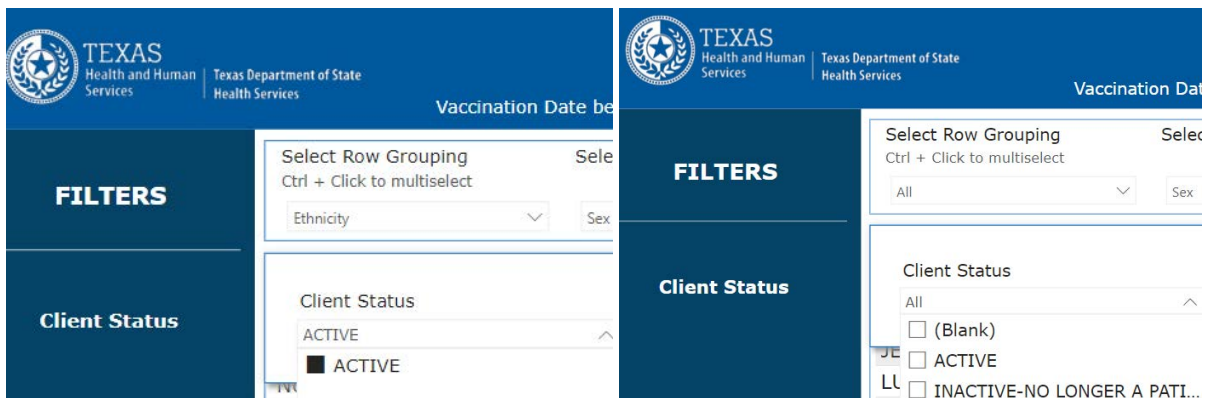 TEXAS
Health and Human
Services
Texas Department of State
Health Services
Vaccination Date be
FILTERS
Select Row Grouping
Sele
Ctrl + Click to multiselect
Ethnicity
Sex
Client Status
Client Status
ACTIVE
ACTIVE
TEXAS
Health and Human
Services
Texas Department of State
Health Services
Vaccination Dat
FILTERS
Select Row Grouping
Selec
Ctrl + Click to multiselect
All
Sex
Client Status
Client Status
All
(Blank)
ACTIVE
INACTIVE-NO LONGER A PATI...